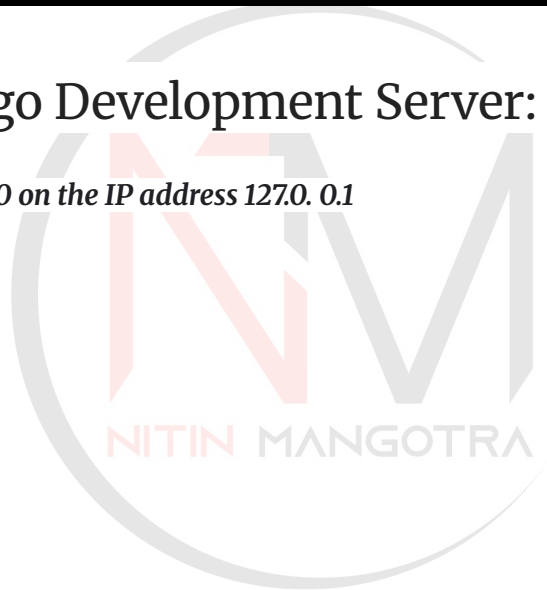 go Development Server:
0 on the IP address 127.0. 0.1
NITIN MANGOTRA